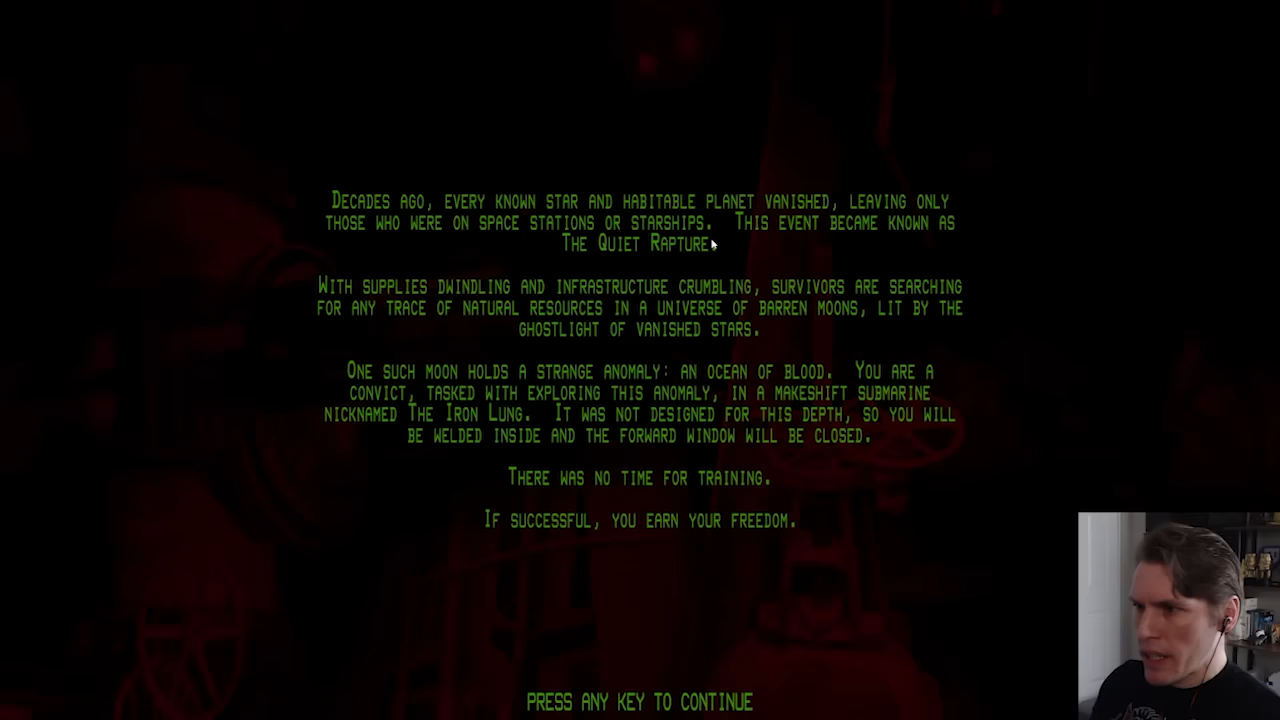 Decades ago, every known star and habitable planet vanished, leaving only
those who were on space stations or starships. This event became known as
The Quiet Rapture.
With supplies dwindling and infrastructure crumbling, survivors are searching
for any trace of natural resources in a universe of barren moons, lit by the
ghostlight of vanished stars.
One such moon holds a strange anomaly: an ocean of blood. You are a
convict, tasked with exploring this anomaly, in a makeshift submarine
nicknamed The Iron Lung. It was not designed for this depth, so you will
be welded inside and the forward window will be closed.
There was no time for training.
If successful, you earn your freedom.
PRESS ANY KEY TO CONTINUE